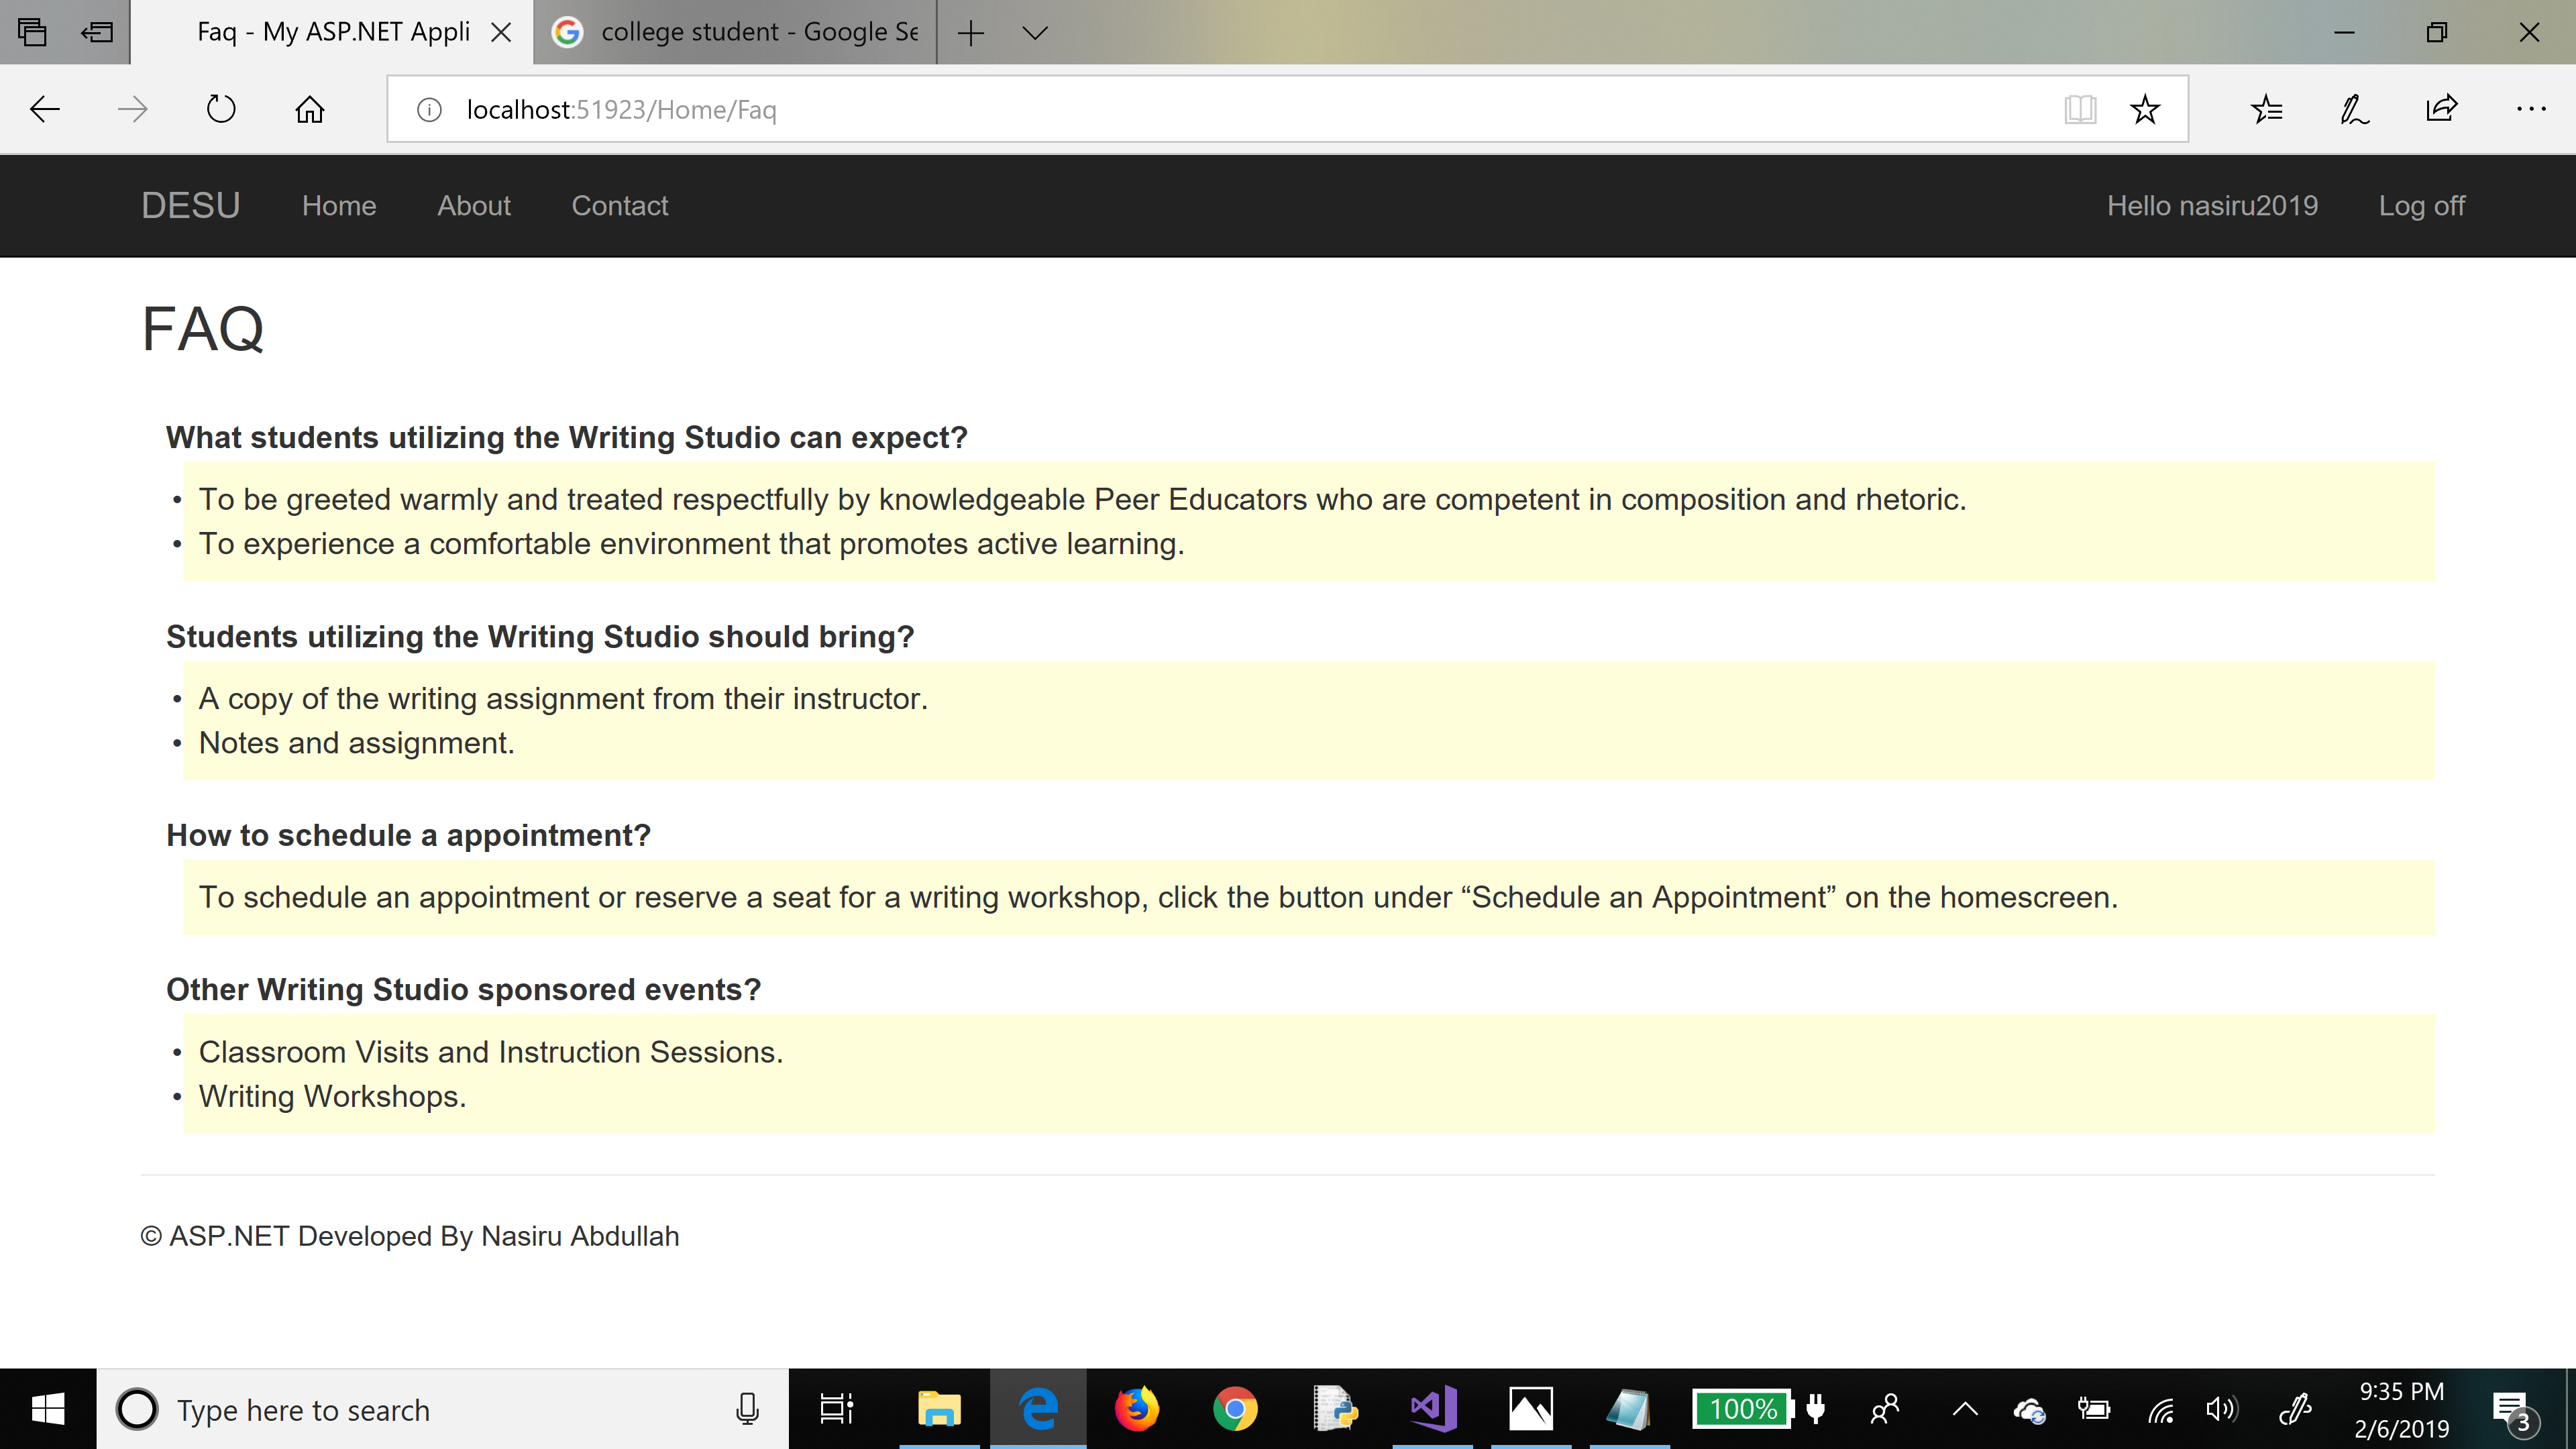 Faq - My ASP.NET Appli
college student - Google Se
localhost:51923/Home/Faq
DESU Home About Contact Hello nasiru2019 Log off
FAQ
What students utilizing the Writing Studio can expect?
• To be greeted warmly and treated respectfully by knowledgeable Peer Educators who are competent in composition and rhetoric.
• To experience a comfortable environment that promotes active learning.
Students utilizing the Writing Studio should bring?
• A copy of the writing assignment from their instructor.
• Notes and assignment.
How to schedule a appointment?
To schedule an appointment or reserve a seat for a writing workshop, click the button under “Schedule an Appointment” on the homescreen.
Other Writing Studio sponsored events?
• Classroom Visits and Instruction Sessions.
• Writing Workshops.
© ASP.NET Developed By Nasiru Abdullah
Type here to search
100%
9:35 PM
2/6/2019
3